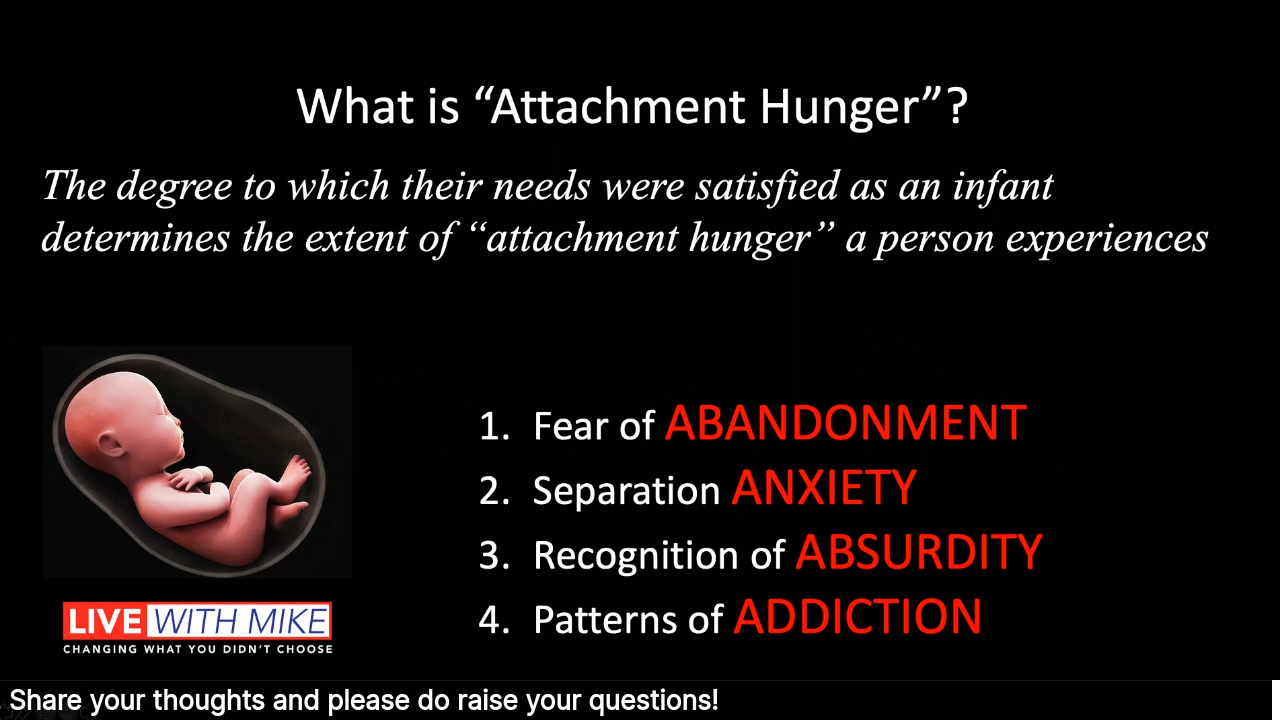 What is “Attachment Hunger”?
The degree to which their needs were satisfied as an infant
determines the extent of “attachment hunger” a person experiences
1. Fear of ABANDONMENT
2. Separation ANXIETY
3. Recognition of ABSURDITY
4. Patterns of ADDICTION
LIVE WITH MIKE
CHANGING WHAT YOU DIDN'T CHOOSE
Share your thoughts and please do raise your questions!